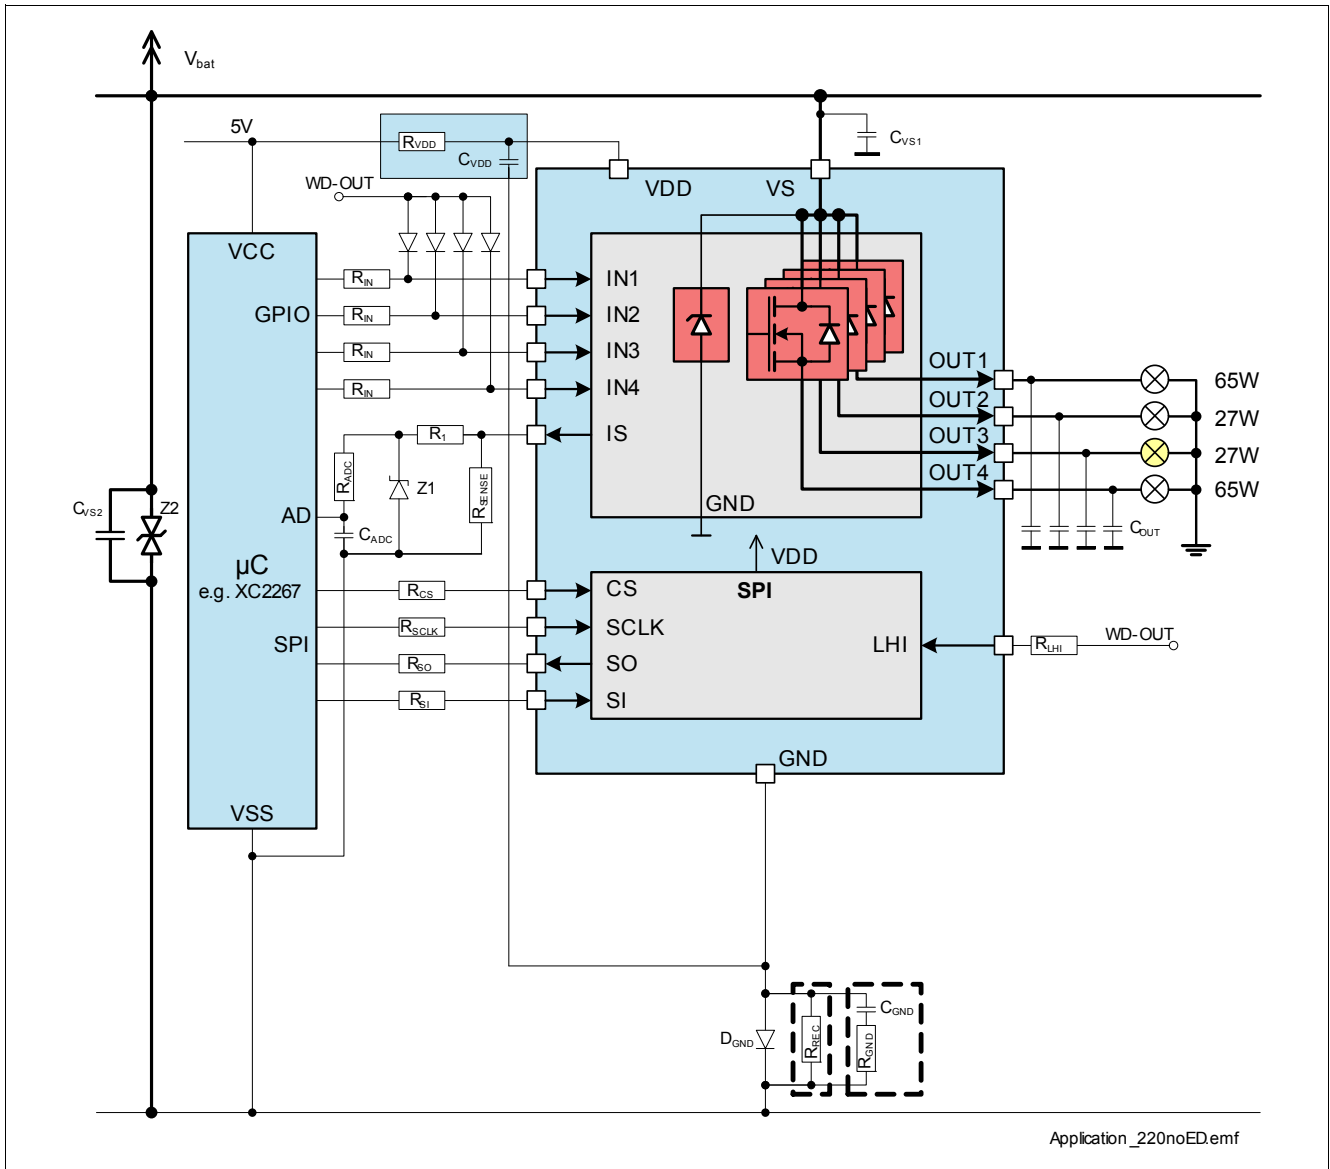 Vbat
5V
RVDD
CVDD
CVS1
WD-OUT
VDD
VS
VCC
RIN
IN1
GPIO
RIN
IN2
RIN
IN3
RIN
IN4
OUT1
65W
OUT2
27W
OUT3
27W
OUT4
65W
R1
IS
RADC
Z1
RSENSE
GND
CVS2
Z2
AD
CADC
COUT
VDD
µC
e.g. XC2267
SPI
RCS
CS
RSCLK
SCLK
SPI
RSO
SO
LHI
RLHI
WD-OUT
RSI
SI
GND
VSS
DGND
RREC
CGND
RGND
Application_220noED.emf